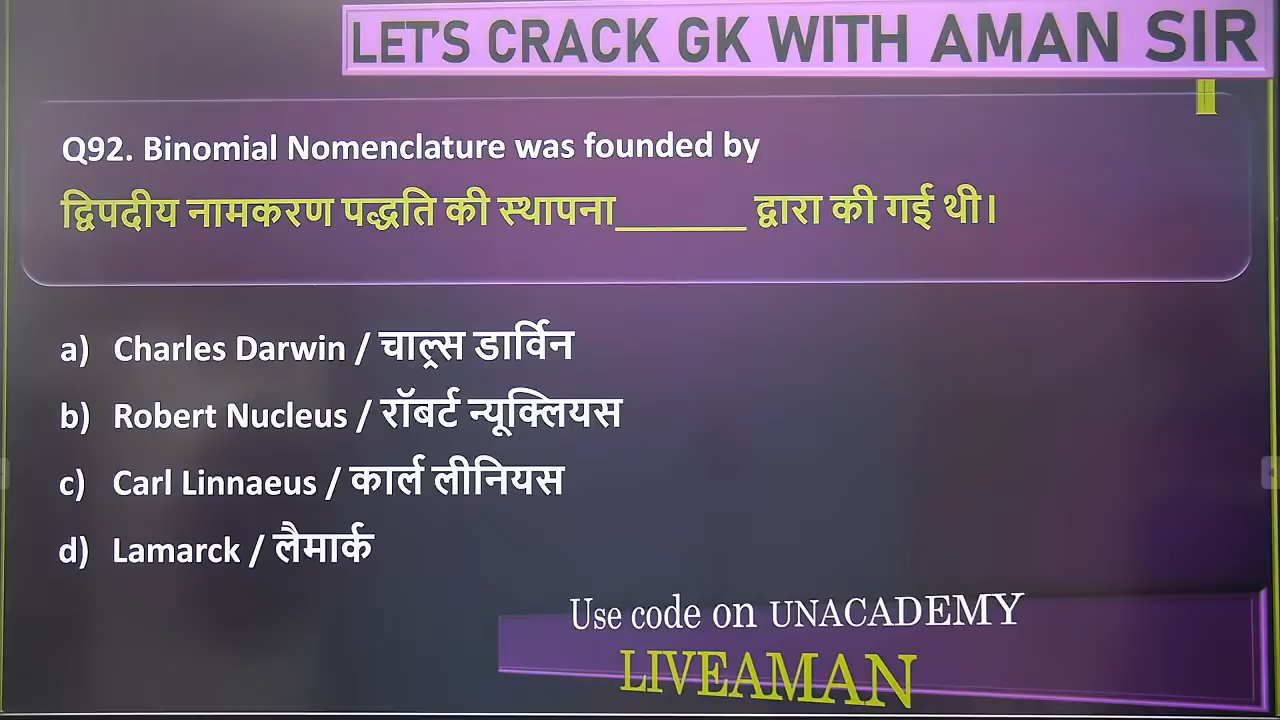 LET'S CRACK GK WITH AMAN SIR
Q92. Binomial Nomenclature was founded by
द्विपदीय नामकरण पद्धति की स्थापना______ द्वारा की गई थी।
a) Charles Darwin / चाल्र्स डार्विन
b) Robert Nucleus / रॉबर्ट न्यूक्लियस
c) Carl Linnaeus / कार्ल लीनियस
d) Lamarck / लैमार्क
Use code on UNACADEMY
LIVEAMAN